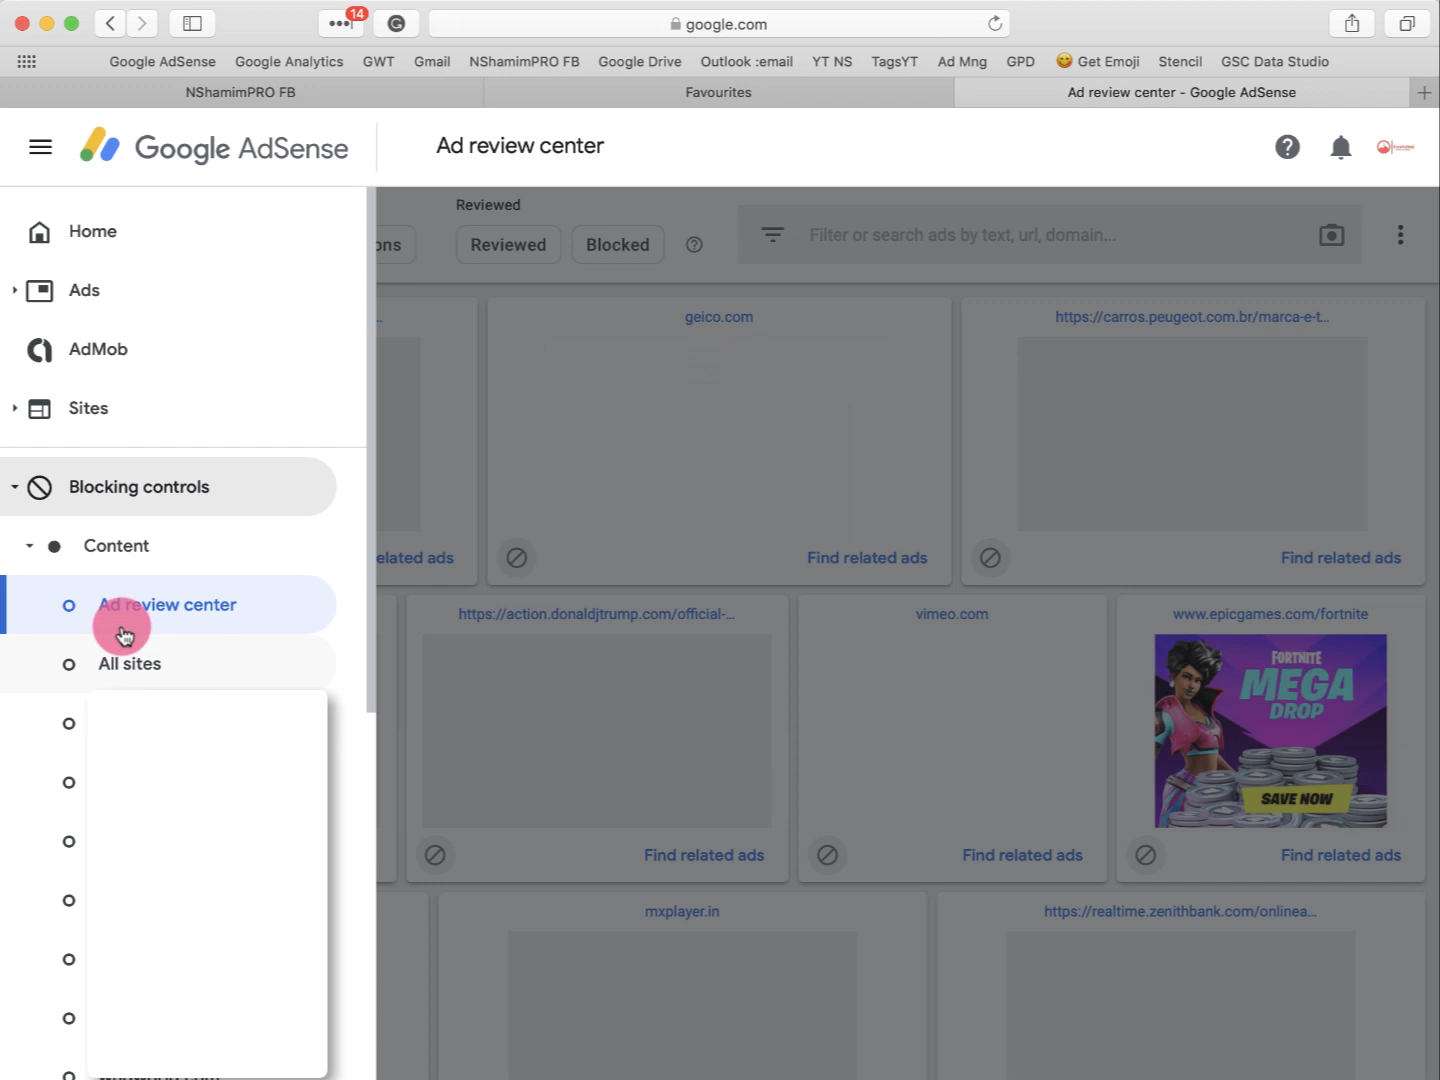 14
google.com
Google AdSense
Google Analytics
GWT
Gmail
NShamimPRO FB
Google Drive
Outlook :email
YT NS
TagsYT
Ad Mng
GPD
Get Emoji
Stencil
GSC Data Studio
NShamimPRO FB
Favourites
Ad review center - Google AdSense
Google AdSense
Ad review center
Home
Ads
AdMob
Sites
Blocking controls
Content
Ad review center
All sites
Reviewed
ons
Reviewed
Blocked
Filter or search ads by text, url, domain...
..
geico.com
https://carros.peugeot.com.br/marca-e-t...
elated ads
Find related ads
Find related ads
https://action.donaldjtrump.com/official-...
vimeo.com
www.epicgames.com/fortnite
FORTNITE
MEGA
DROP
SAVE NOW
Find related ads
Find related ads
Find related ads
mxplayer.in
https://realtime.zenithbank.com/onlinea...